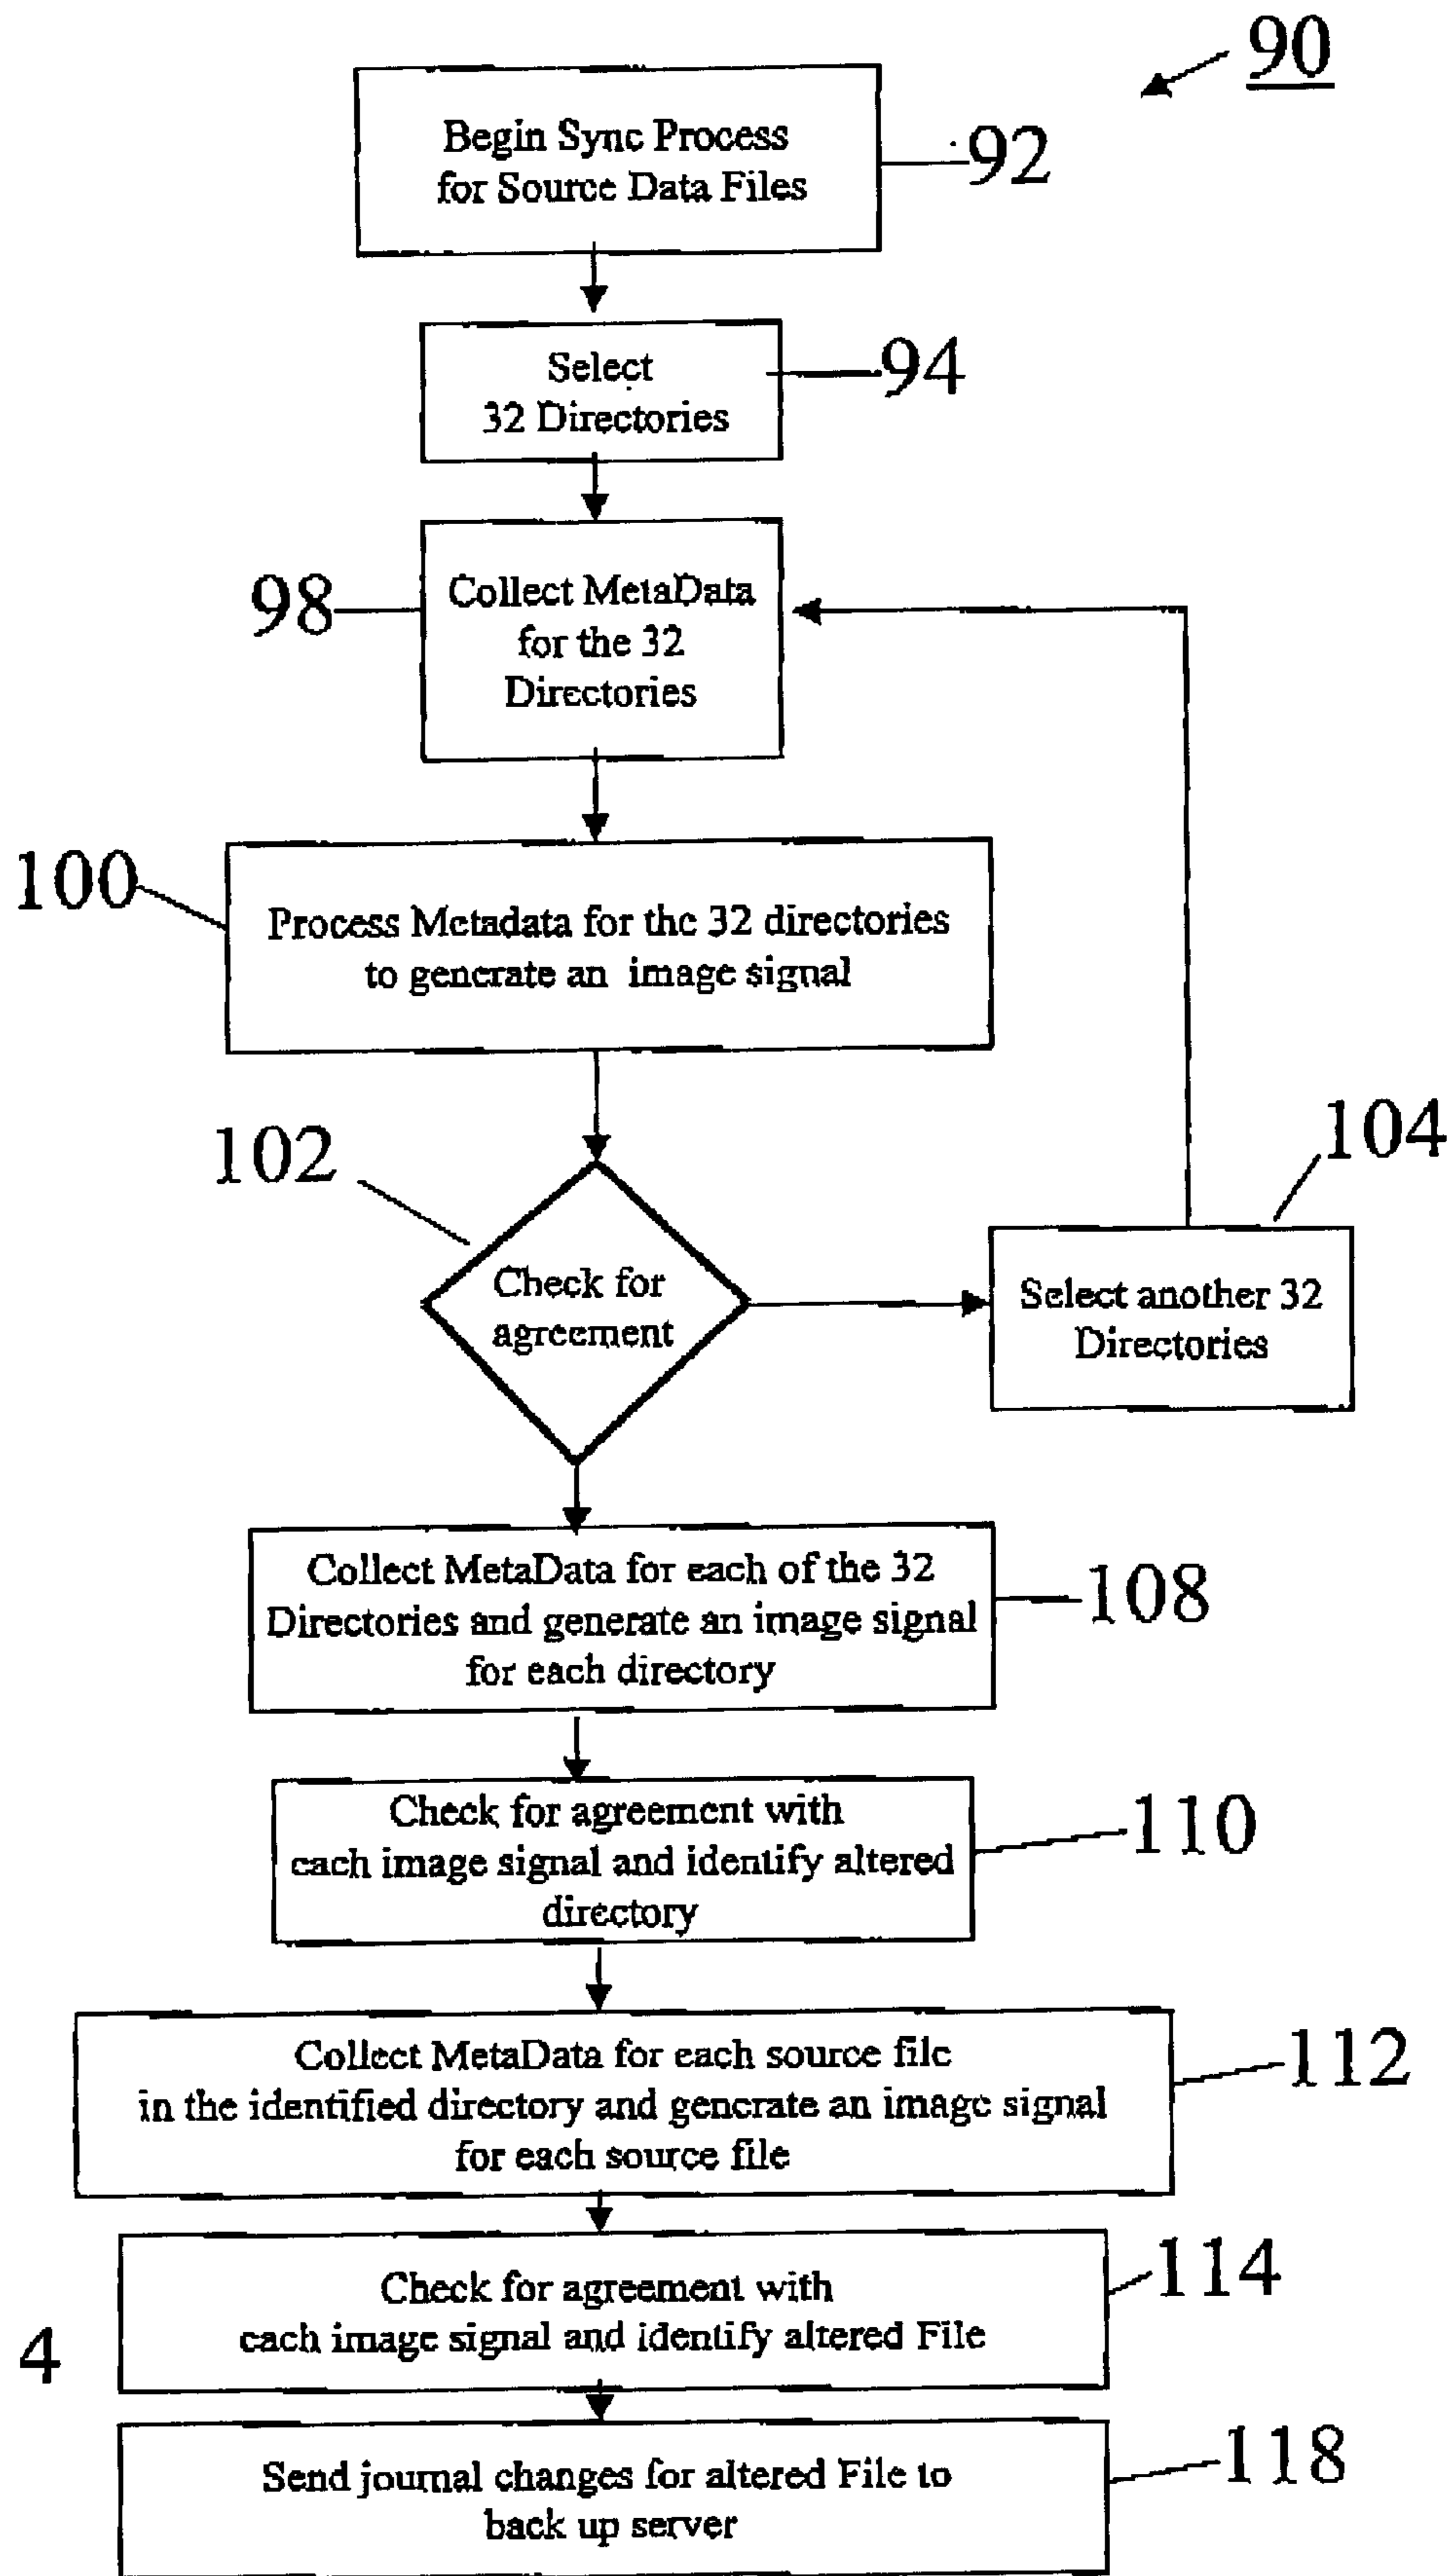 90
Begin Sync Process
for Source Data Files
92
Select
32 Directories
94
98
Collect MetaData
for the 32
Directories
100
Process Metadata for the 32 directories
to generate an image signal
102
Check for
agreement
104
Select another 32
Directories
Collect MetaData for each of the 32
Directories and generate an image signal
for each directory
108
Check for agreement with
each image signal and identify altered
directory
110
Collect MetaData for each source file
in the identified directory and generate an image signal
for each source file
112
Check for agreement with
each image signal and identify altered File
114
4
Send journal changes for altered File to
back up server
118